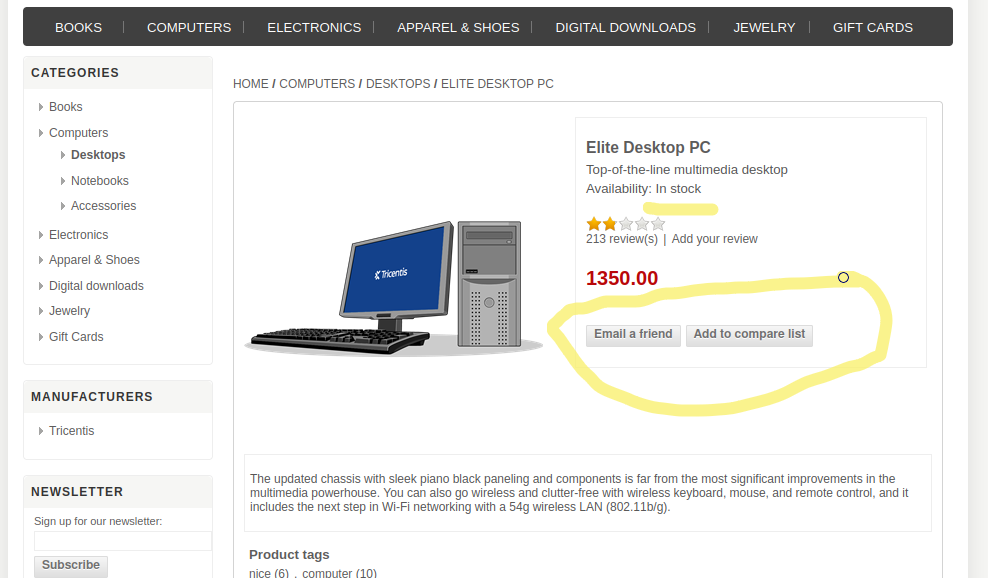 BOOKS COMPUTERS ELECTRONICS APPAREL & SHOES DIGITAL DOWNLOADS JEWELRY GIFT CARDS
CATEGORIES
Books
Computers
Desktops
Notebooks
Accessories
Electronics
Apparel & Shoes
Digital downloads
Jewelry
Gift Cards
MANUFACTURERS
Tricentis
NEWSLETTER
Sign up for our newsletter:
Subscribe
HOME / COMPUTERS / DESKTOPS / ELITE DESKTOP PC
Tricentis
Elite Desktop PC
Top-of-the-line multimedia desktop
Availability: In stock
213 review(s) | Add your review
1350.00
Email a friend Add to compare list
The updated chassis with sleek piano black paneling and components is far from the most significant improvements in the
multimedia powerhouse. You can also go wireless and clutter-free with wireless keyboard, mouse, and remote control, and it
includes the next step in Wi-Fi networking with a 54g wireless LAN (802.11b/g).
Product tags
nice (6) , computer (10)